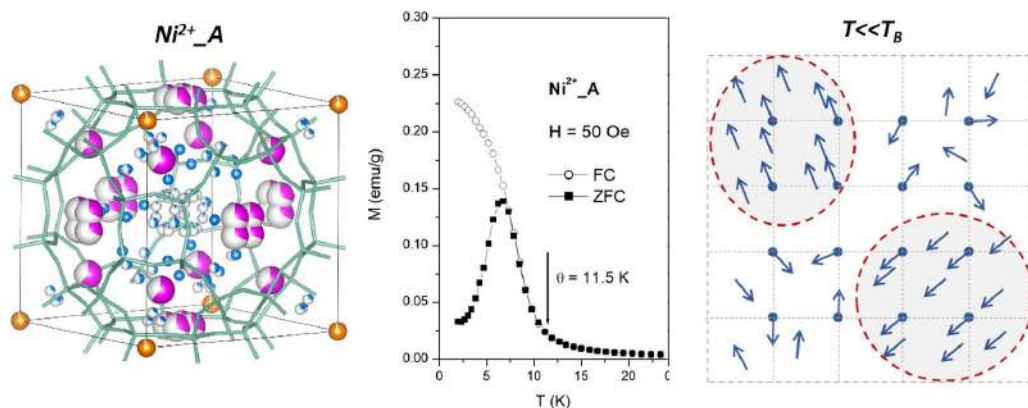 Ni²⁺_A
0.30
0.25
0.20
0.15
0.10
0.05
0.00
M (emu/g)
Ni²⁺_A
H = 50 Oe
FC
ZFC
θ = 11.5 K
0
5
10
15
20
0
T (K)
T<<T_B